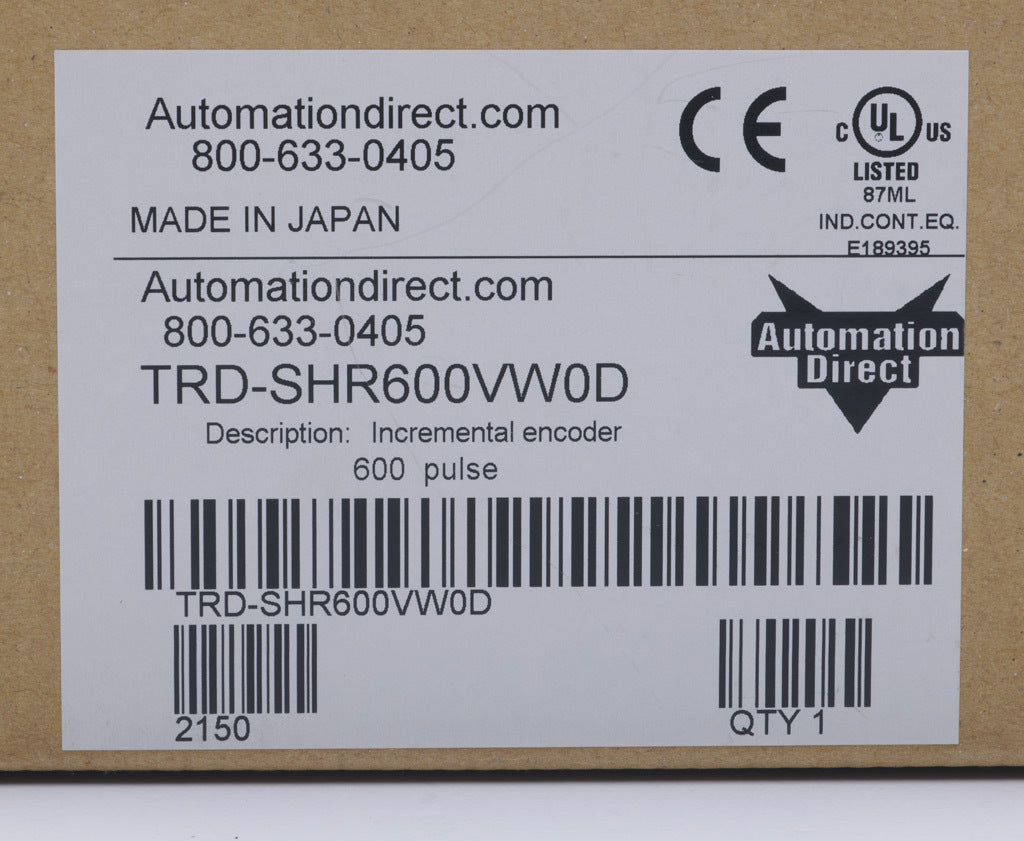 Automationdirect.com
800-633-0405
MADE IN JAPAN
CE
C UL US
LISTED
87ML
IND.CONT.EQ.
E189395
Automationdirect.com
800-633-0405
TRD-SHR600VW0D
Description: Incremental encoder
600 pulse
Automation
Direct
TRD-SHR600VW0D
2150
QTY 1